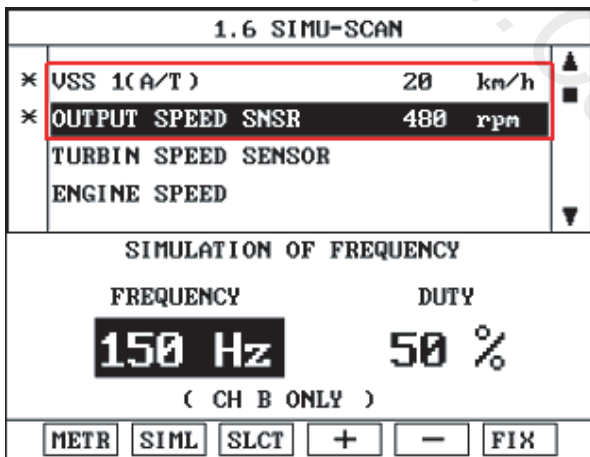 1.6 SIMU-SCAN
* VSS 1(A/T) 20 km/h
* OUTPUT SPEED SNSR 480 rpm
TURBIN SPEED SENSOR
ENGINE SPEED
SIMULATION OF FREQUENCY
FREQUENCY DUTY
150 Hz 50 %
( CH B ONLY )
METR SIML SLCT + - FIX